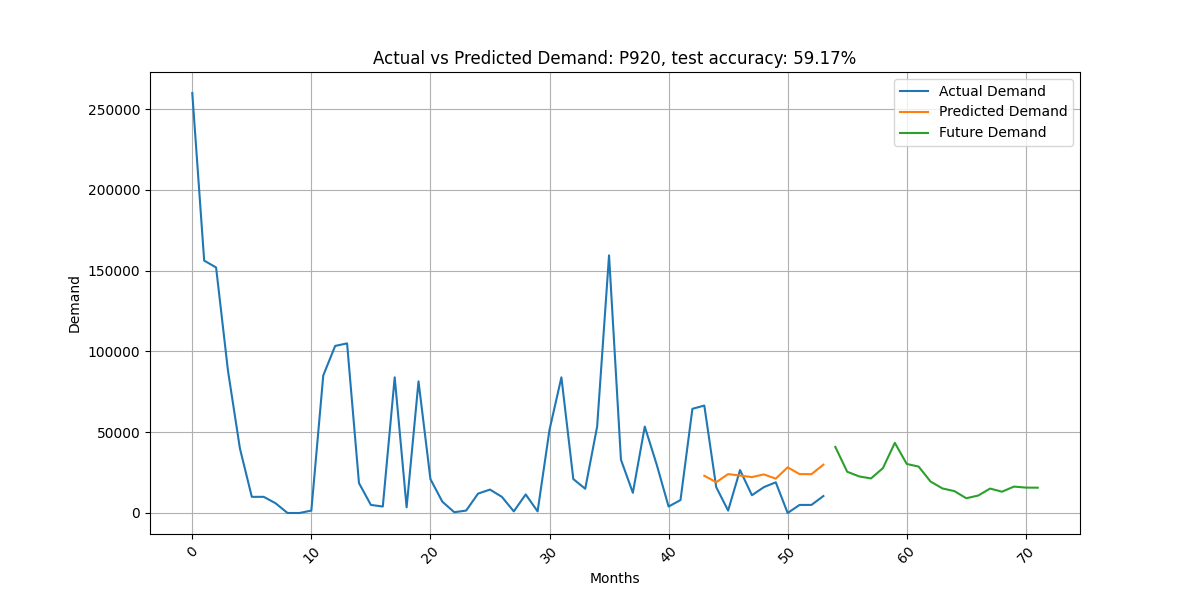 Actual vs Predicted Demand: P920, test accuracy: 59.17%
Actual Demand
Predicted Demand
Future Demand
250000
200000
150000
100000
50000
0
Demand
0
10
20
30
40
50
60
70
Months